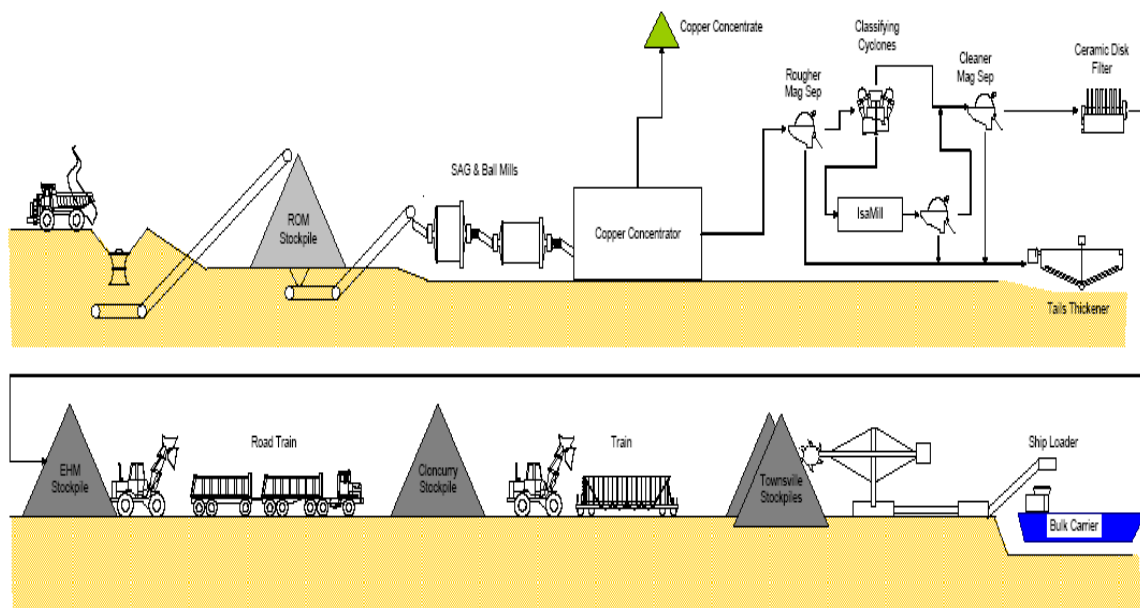 Copper Concentrate
Classifying
Cyclones
Rougher
Mag Sep
Cleaner
Mag Sep
Ceramic Disk
Filter
SAG & Ball Mills
ROM
Stockpile
Copper Concentrator
IsaMill
Tails Thickener
EHM
Stockpile
Road Train
Cloncurry
Stockpile
Train
Townsville
Stockpiles
Ship Loader
Bulk Carrier